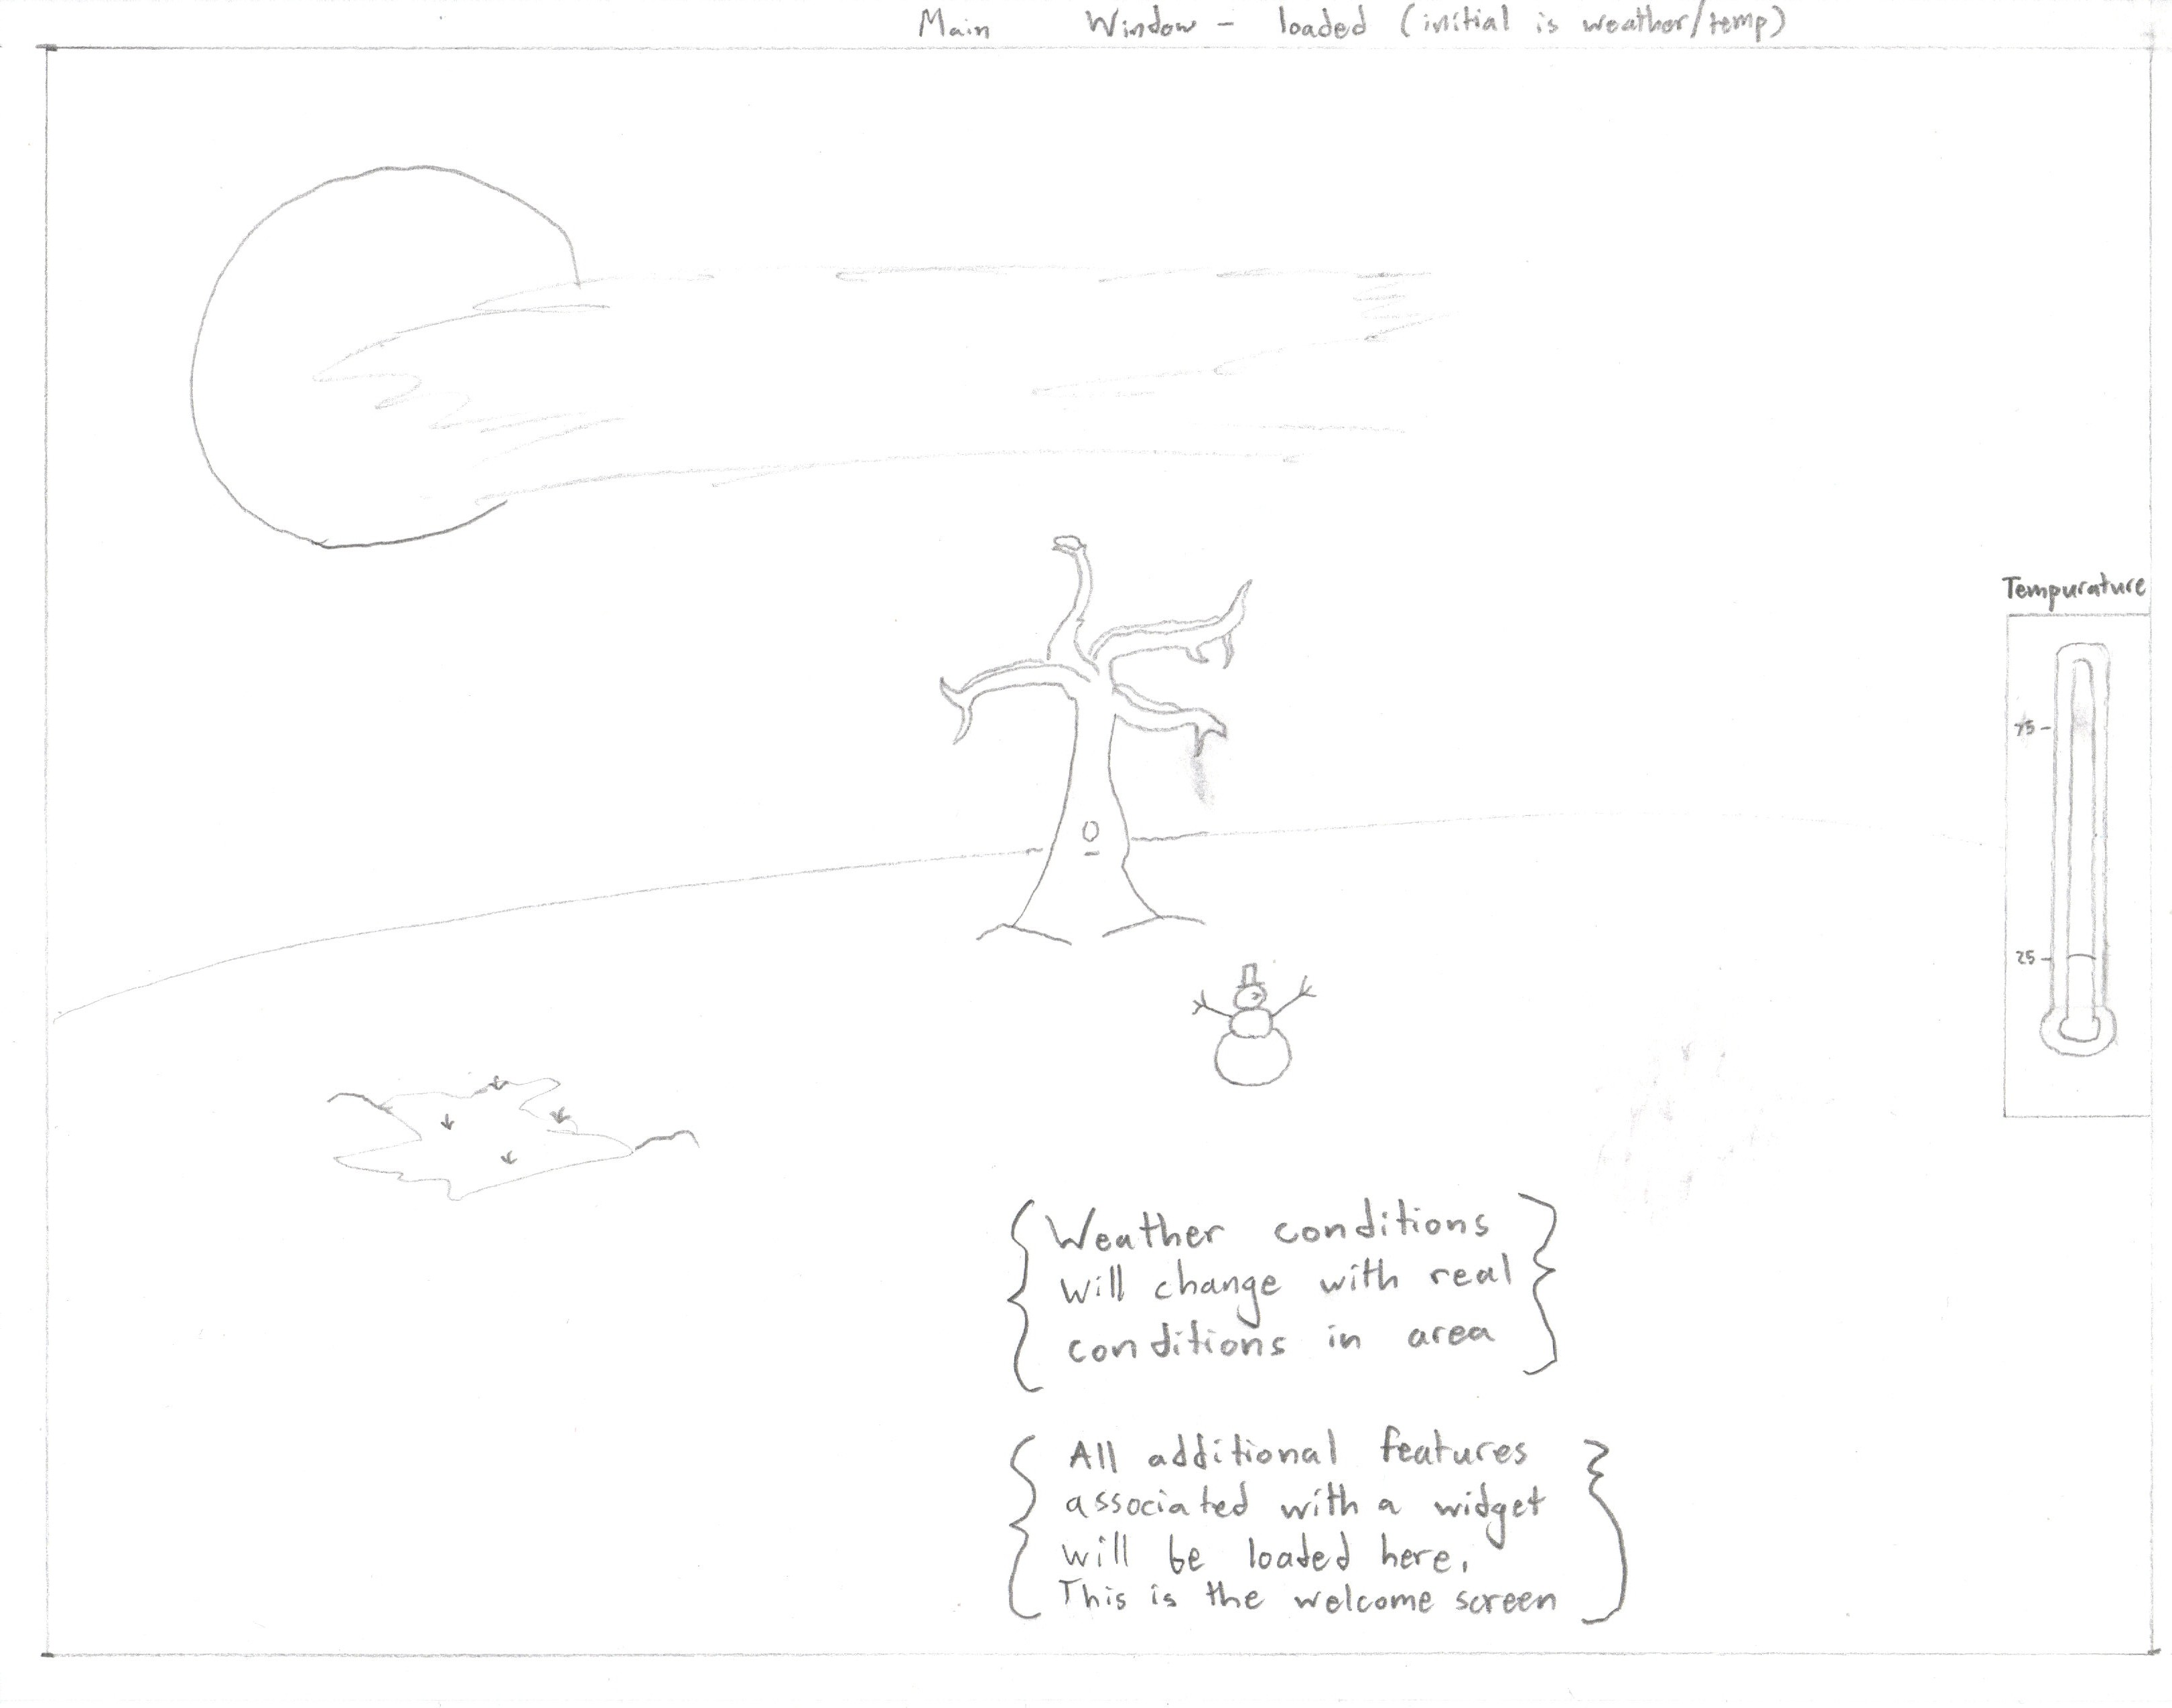 Main Window - loaded (initial is weather/temp)
Tempurature
75
25
{Weather conditions
will change with real
conditions in area}
{All additional features
associated with a widget
will be loaded here.
This is the welcome screen}